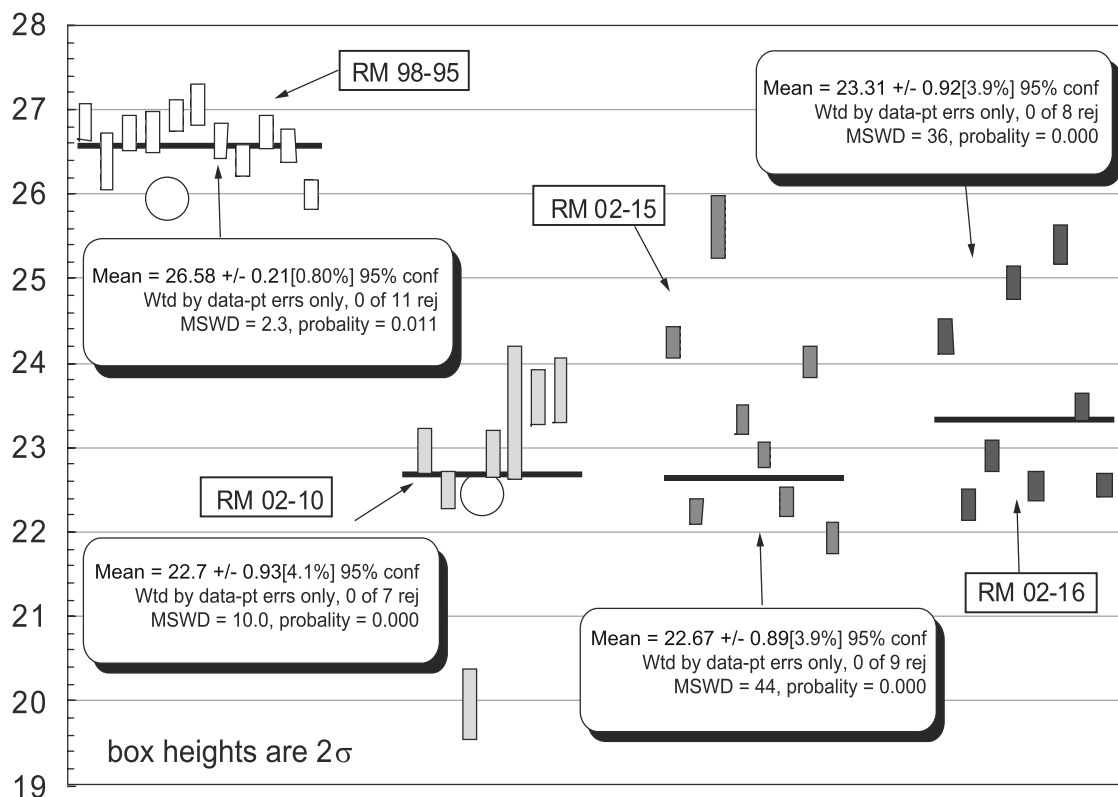 28
27
26
25
24
23
22
21
20
19
RM 98-95
Mean = 26.58 +/- 0.21[0.80%] 95% conf
Wtd by data-pt errs only, 0 of 11 rej
MSWD = 2.3, probality = 0.011
RM 02-10
Mean = 22.7 +/- 0.93[4.1%] 95% conf
Wtd by data-pt errs only, 0 of 7 rej
MSWD = 10.0, probality = 0.000
RM 02-15
Mean = 22.67 +/- 0.89[3.9%] 95% conf
Wtd by data-pt errs only, 0 of 9 rej
MSWD = 44, probality = 0.000
Mean = 23.31 +/- 0.92[3.9%] 95% conf
Wtd by data-pt errs only, 0 of 8 rej
MSWD = 36, probality = 0.000
RM 02-16
box heights are 2σ